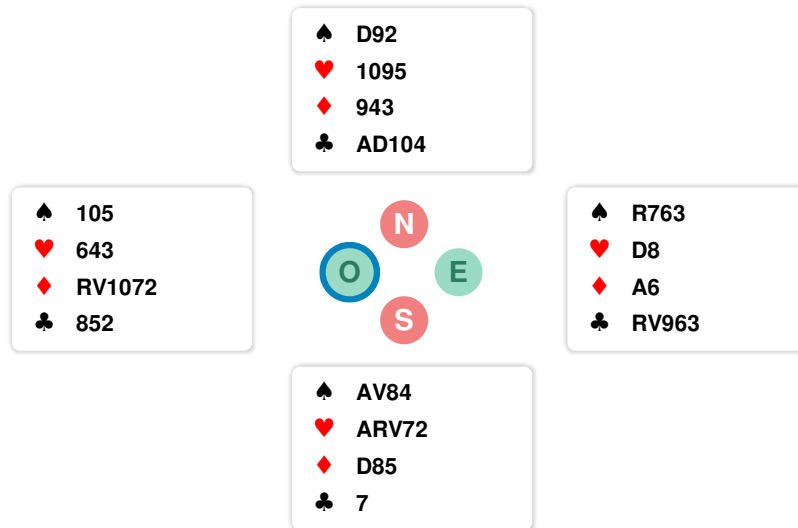 ♠ D92
♥ 1095
♦ 943
♣ AD104
♠ 105
♥ 643
♦ RV1072
♣ 852
N
O E
S
♠ R763
♥ D8
♦ A6
♣ RV963
♠ AV84
♥ ARV72
♦ D85
♣ 7